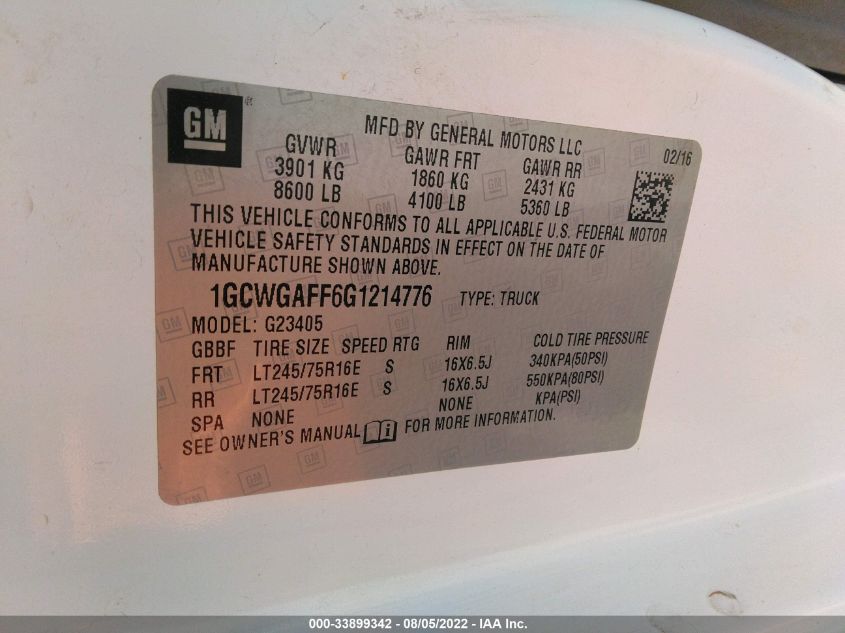 GM
MFD BY GENERAL MOTORS LLC
02/16
GVWR GAWR FRT GAWR RR
3901 KG 1860 KG 2431 KG
8600 LB 4100 LB 5360 LB
THIS VEHICLE CONFORMS TO ALL APPLICABLE U.S. FEDERAL MOTOR
VEHICLE SAFETY STANDARDS IN EFFECT ON THE DATE OF
MANUFACTURE SHOWN ABOVE.
1GCWGAFF6G1214776 TYPE: TRUCK
MODEL: G23405
GBBF TIRE SIZE SPEED RTG RIM COLD TIRE PRESSURE
FRT LT245/75R16E S 16X6.5J 340KPA(50PSI)
RR LT245/75R16E S 16X6.5J 550KPA(80PSI)
SPA NONE NONE KPA(PSI)
SEE OWNER'S MANUAL FOR MORE INFORMATION.
000-33899342 - 08/05/2022 - IAA Inc.